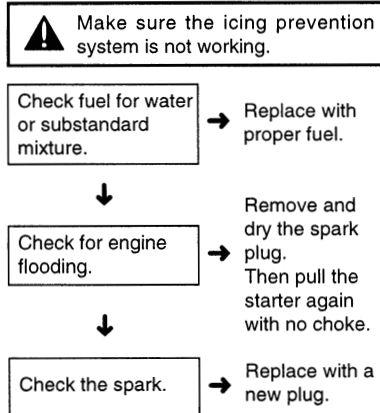 Make sure the icing prevention
system is not working.
Check fuel for water
or substandard
mixture.
Replace with
proper fuel.
Check for engine
flooding.
Remove and
dry the spark
plug.
Then pull the
starter again
with no choke.
Check the spark.
Replace with a
new plug.